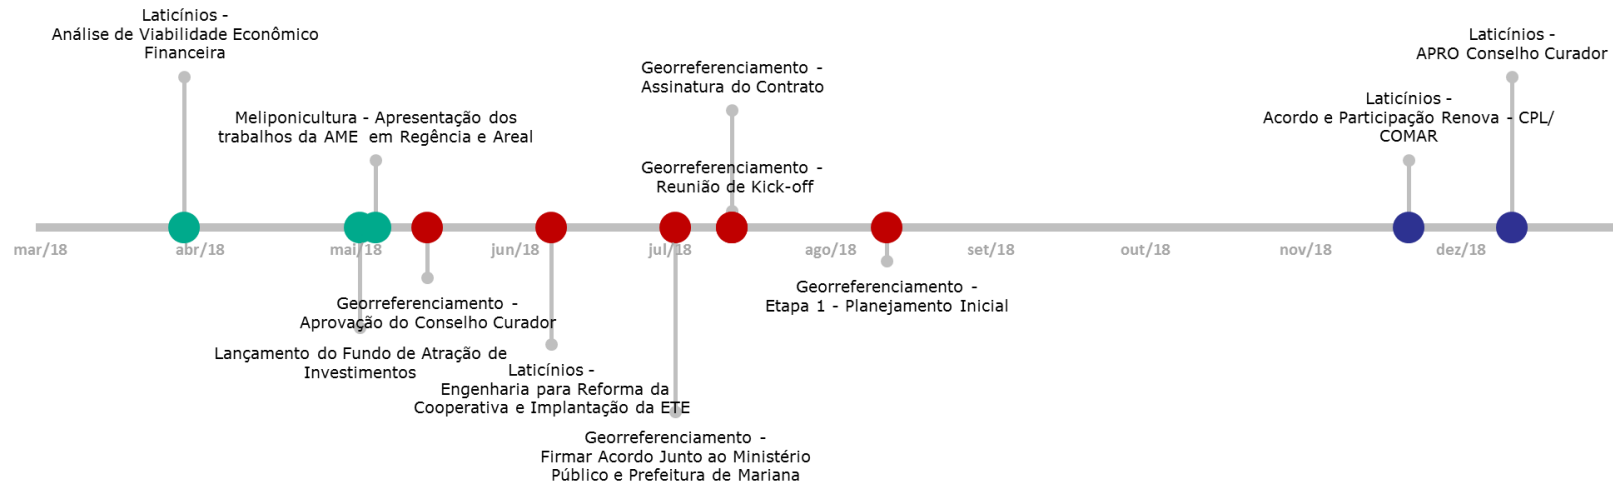 Laticínios -
Análise de Viabilidade Econômico
Financeira
Meliponicultura - Apresentação dos
trabalhos da AME em Regência e Areal
Georreferenciamento -
Assinatura do Contrato
Georreferenciamento -
Reunião de Kick-off
Laticínios -
Acordo e Participação Renova - CPL/
COMAR
Laticínios -
APRO Conselho Curador
mar/18 abr/18 mai/18 jun/18 jul/18 ago/18 set/18 out/18 nov/18 dez/18
Georreferenciamento -
Aprovação do Conselho Curador
Lançamento do Fundo de Atração de
Investimentos
Laticínios -
Engenharia para Reforma da
Cooperativa e Implantação da ETE
Georreferenciamento -
Firmar Acordo Junto ao Ministério
Público e Prefeitura de Mariana
Georreferenciamento -
Etapa 1 - Planejamento Inicial